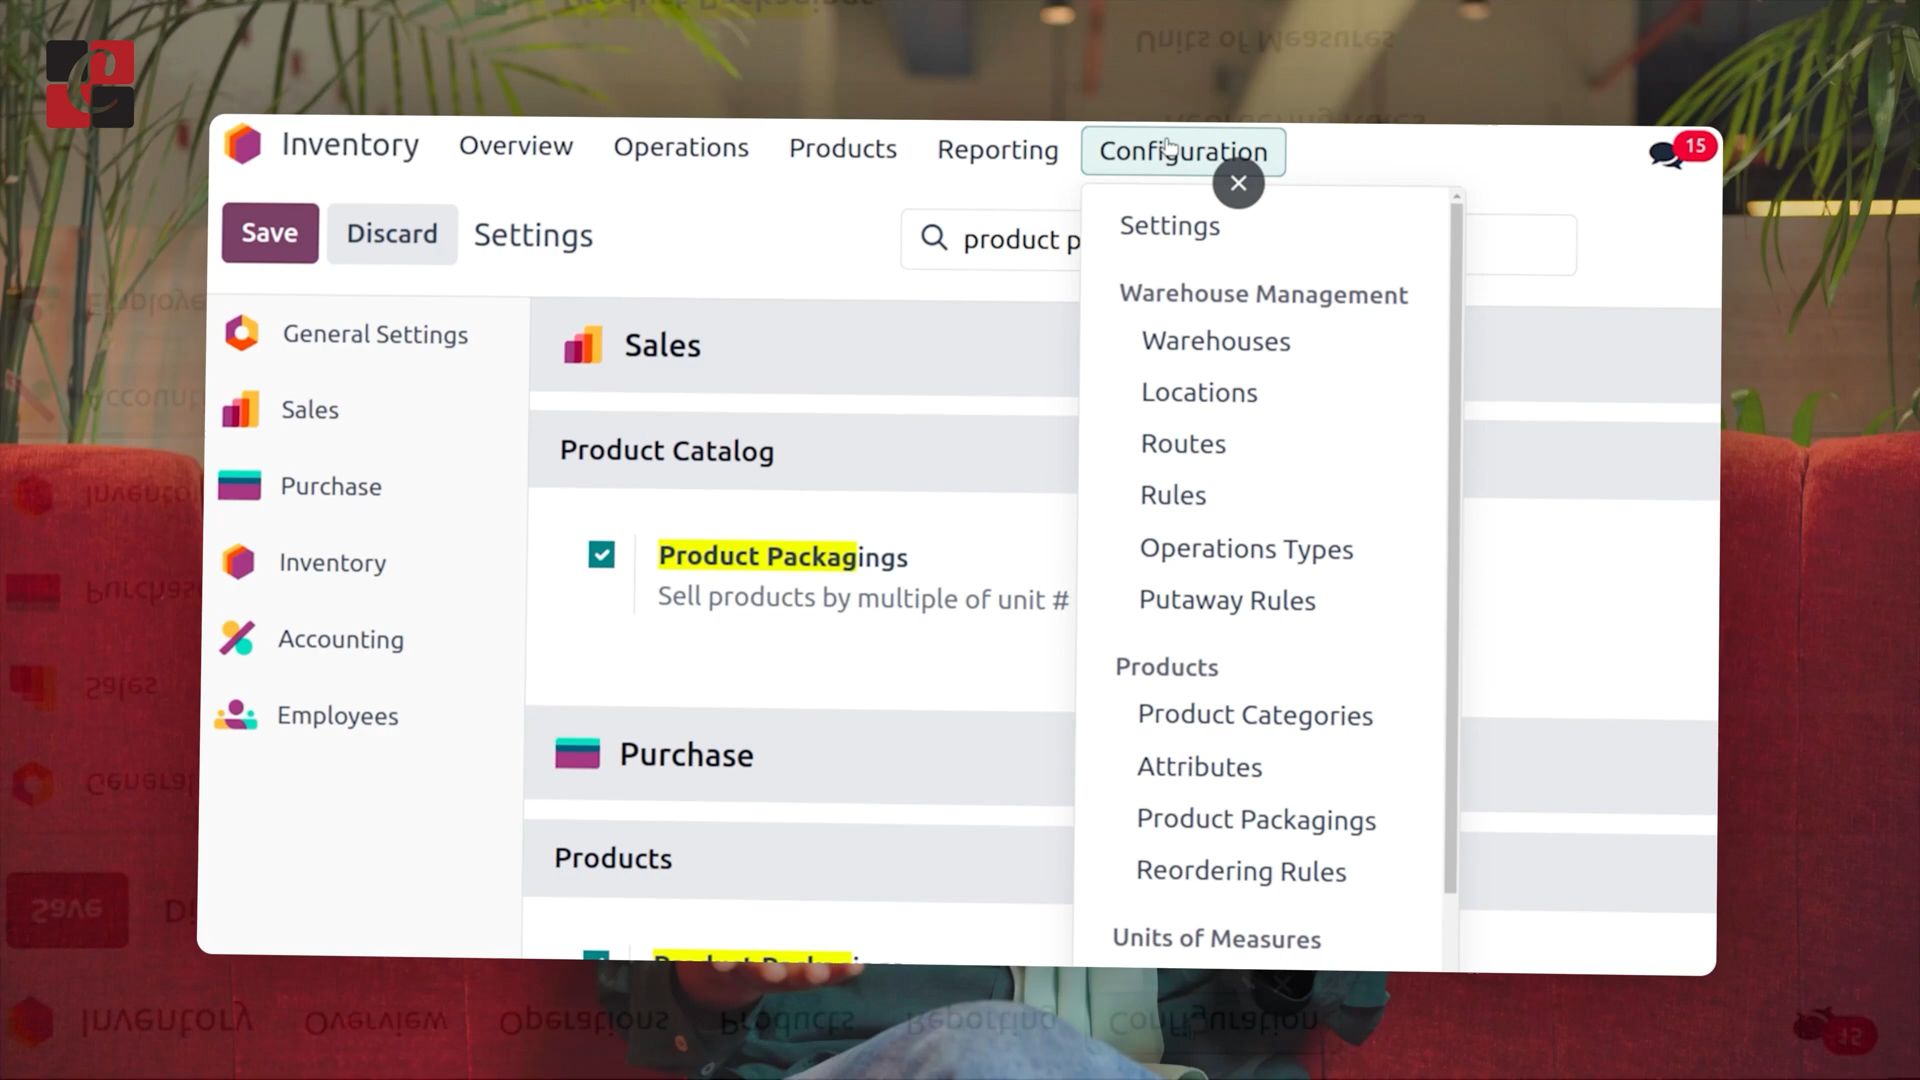 Inventory Overview Operations Products Reporting Configuration 15
Save Discard Settings product p
General Settings
Sales
Purchase
Inventory
Accounting
Employees
Sales
Product Catalog
Product Packagings
Sell products by multiple of unit #
Purchase
Products
Product Packagings
Settings
Warehouse Management
Warehouses
Locations
Routes
Rules
Operations Types
Putaway Rules
Products
Product Categories
Attributes
Product Packagings
Reordering Rules
Units of Measures